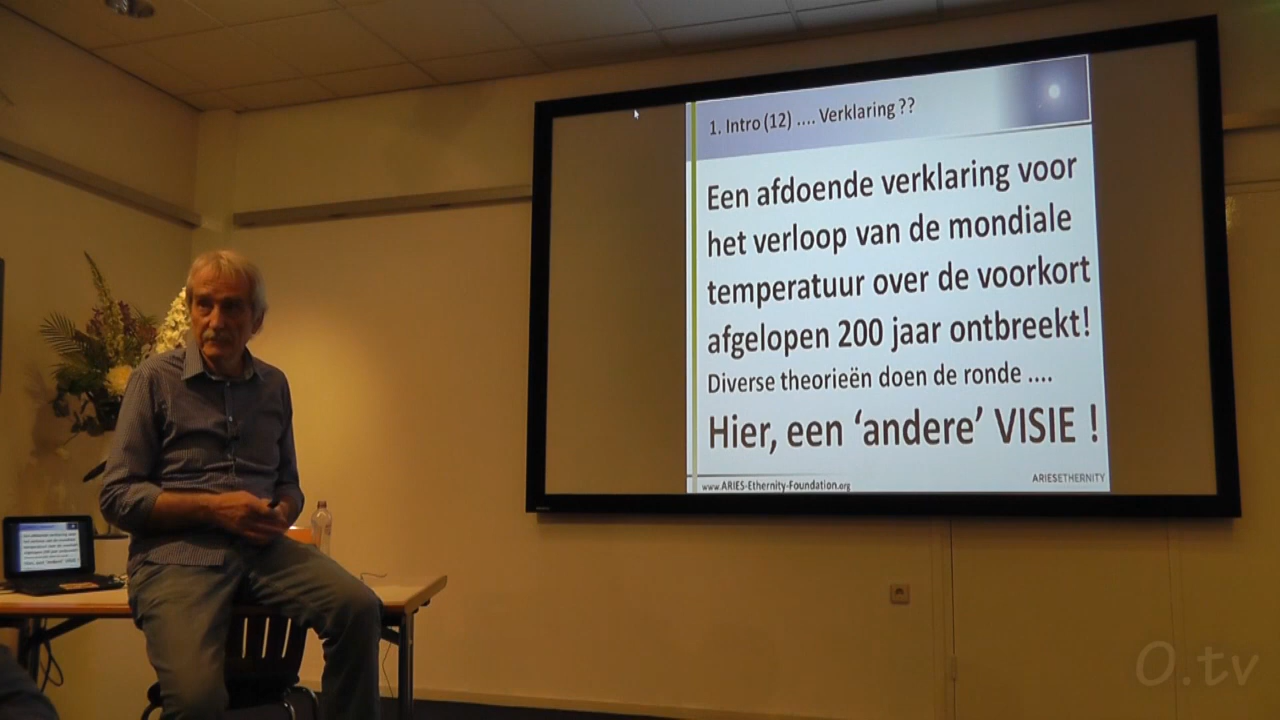 1. Intro (12) .... Verklaring ??
Een afdoende verklaring voor
het verloop van de mondiale
temperatuur over de voorkort
afgelopen 200 jaar ontbreekt!
Diverse theorieën doen de ronde ....
Hier, een ‘andere’ VISIE !
www.ARIES-Ethernity-Foundation.org
ARIESETHERNITY
O.tv